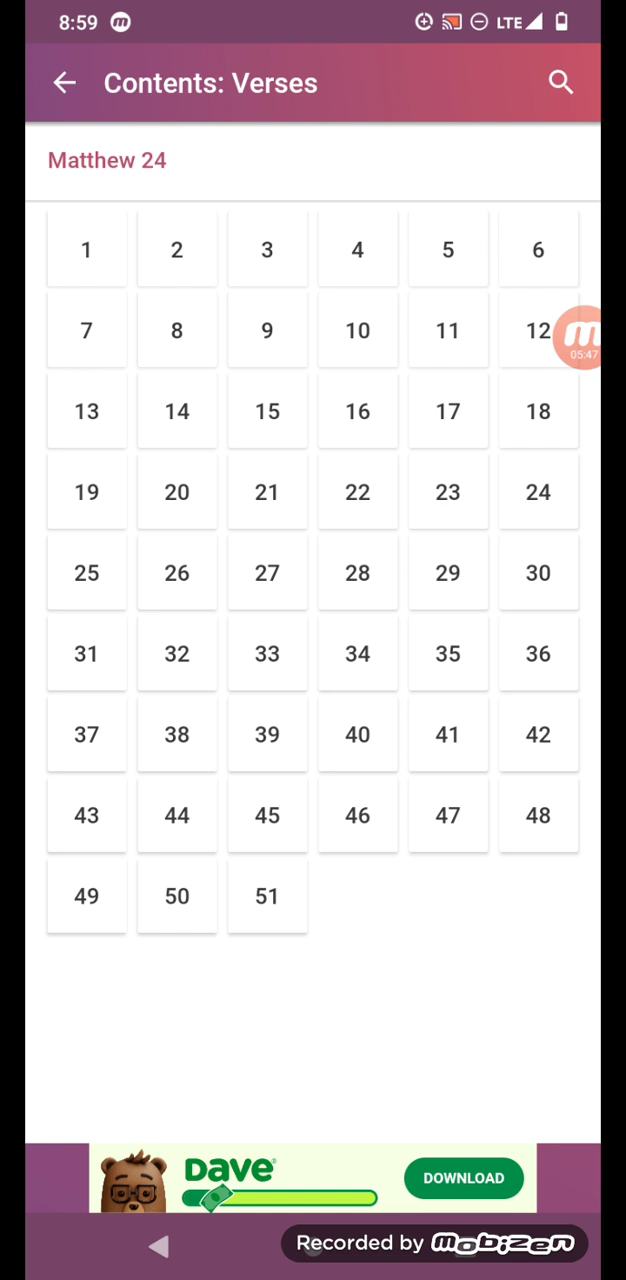 8:59 m LTE
Contents: Verses
Matthew 24
1 2 3 4 5 6
7 8 9 10 11 12
m
05:47
13 14 15 16 17 18
19 20 21 22 23 24
25 26 27 28 29 30
31 32 33 34 35 36
37 38 39 40 41 42
43 44 45 46 47 48
49 50 51
Dave®
DOWNLOAD
Recorded by mobizen